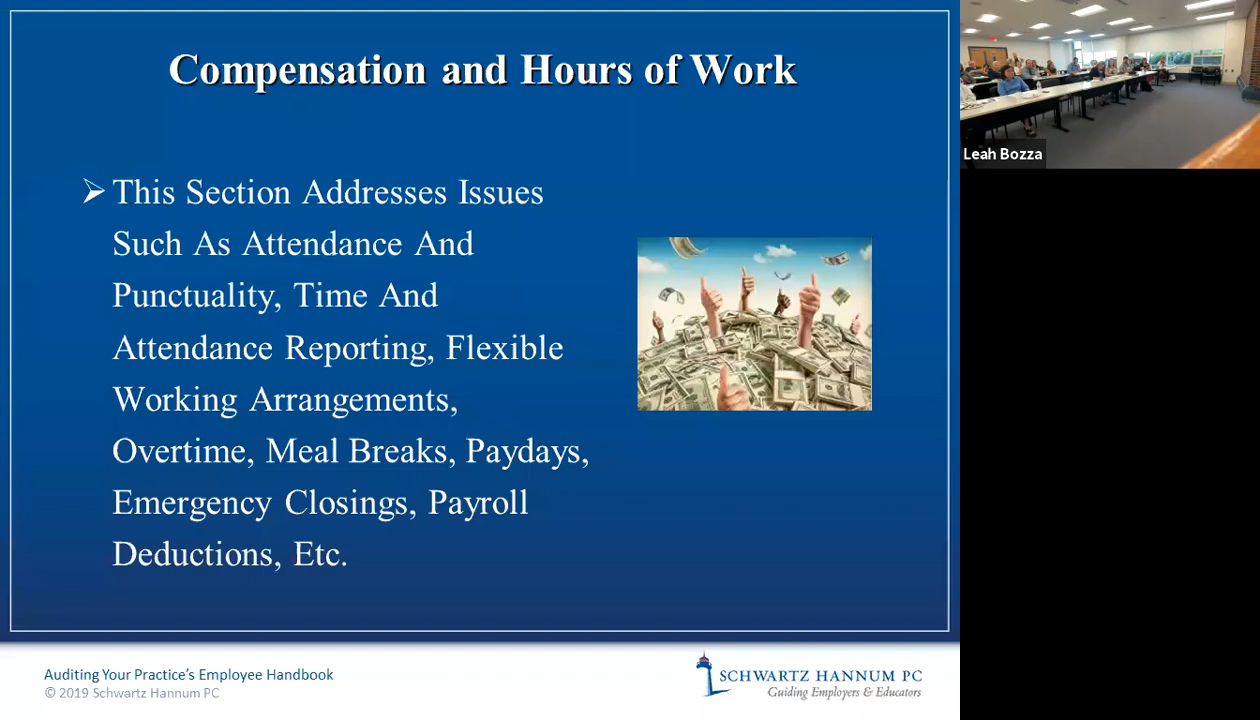 Compensation and Hours of Work
➢ This Section Addresses Issues
Such As Attendance And
Punctuality, Time And
Attendance Reporting, Flexible
Working Arrangements,
Overtime, Meal Breaks, Paydays,
Emergency Closings, Payroll
Deductions, Etc.
Auditing Your Practice's Employee Handbook
© 2019 Schwartz Hannum PC
SCHWARTZ HANNUM PC
Guiding Employers & Educators
Leah Bozza